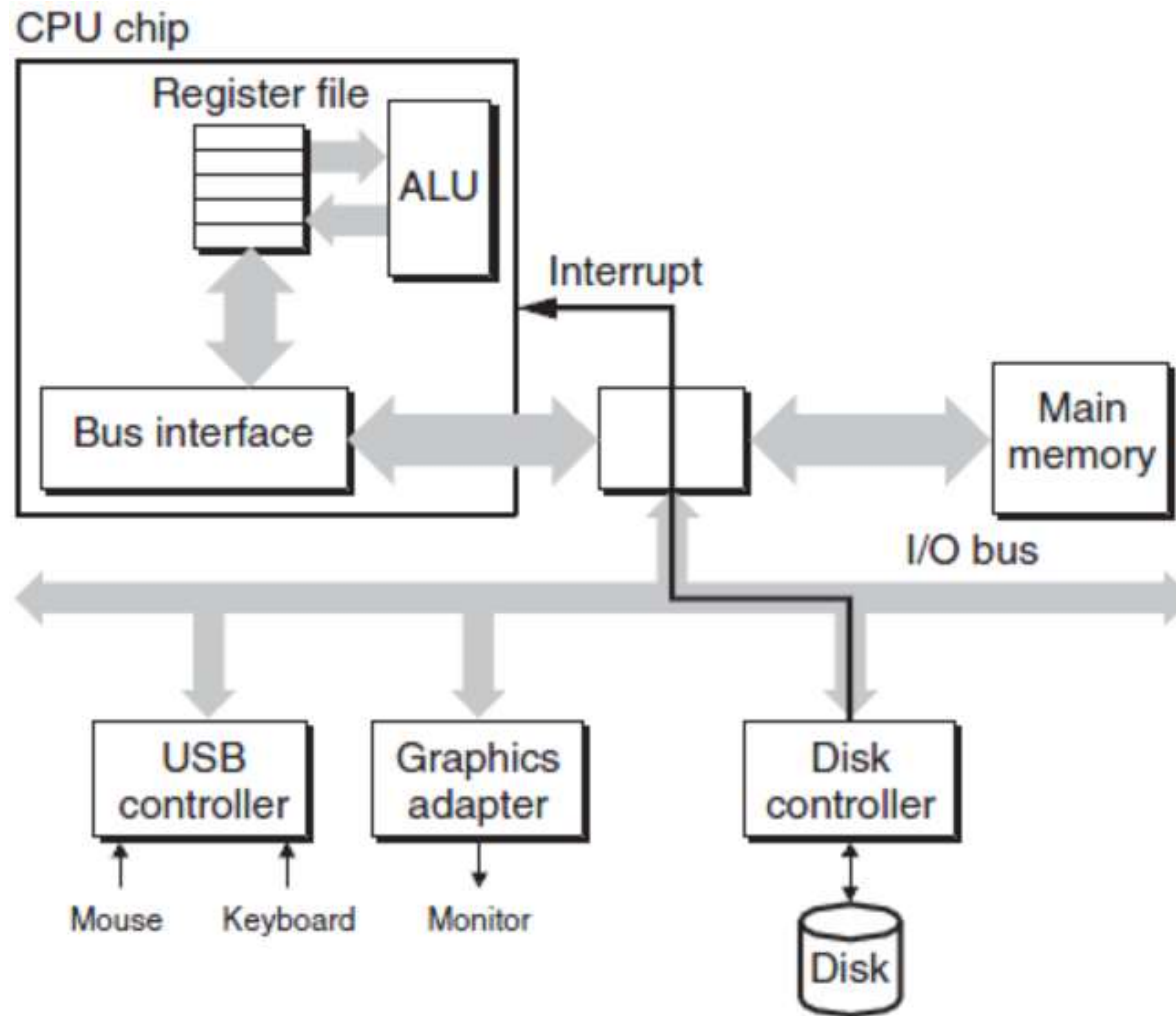 CPU chip
Register file
ALU
Interrupt
Bus interface
Main
memory
I/O bus
USB
controller
Graphics
adapter
Disk
controller
Mouse
Keyboard
Monitor
Disk